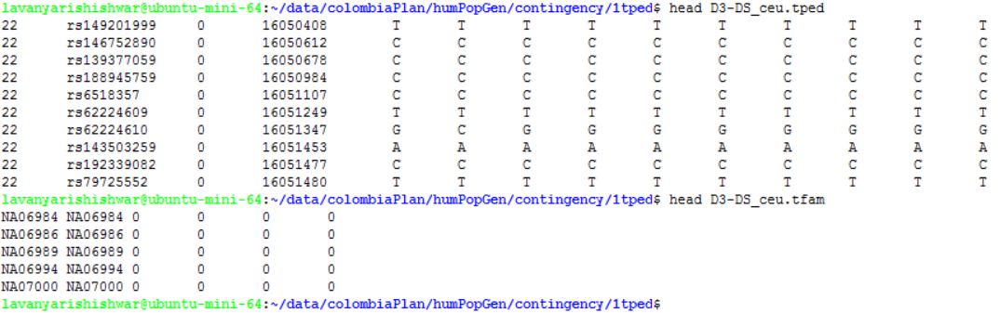 lavanyarishishwar@ubuntu-mini-64:~/data/colombiaPlan/humPopGen/contingency/1tped$ head D3-DS_ceu.tped
22 rs149201999 0 16050408 T T T T T T T T T T
22 rs146752890 0 16050612 C C C C C C C C C C
22 rs139377059 0 16050678 C C C C C C C C C C
22 rs188945759 0 16050984 C C C C C C C C C C
22 rs6518357 0 16051107 C C C C C C C C C C
22 rs62224609 0 16051249 T T T T T T T T T T
22 rs62224610 0 16051347 G C G G G G G G G G
22 rs143503259 0 16051453 A A A A A A A A A A
22 rs192339082 0 16051477 C C C C C C C C C C
22 rs79725552 0 16051480 T T T T T T T T T T
lavanyarishishwar@ubuntu-mini-64:~/data/colombiaPlan/humPopGen/contingency/1tped$ head D3-DS_ceu.tfam
NA06984 NA06984 0 0 0 0
NA06986 NA06986 0 0 0 0
NA06989 NA06989 0 0 0 0
NA06994 NA06994 0 0 0 0
NA07000 NA07000 0 0 0 0
lavanyarishishwar@ubuntu-mini-64:~/data/colombiaPlan/humPopGen/contingency/1tped$